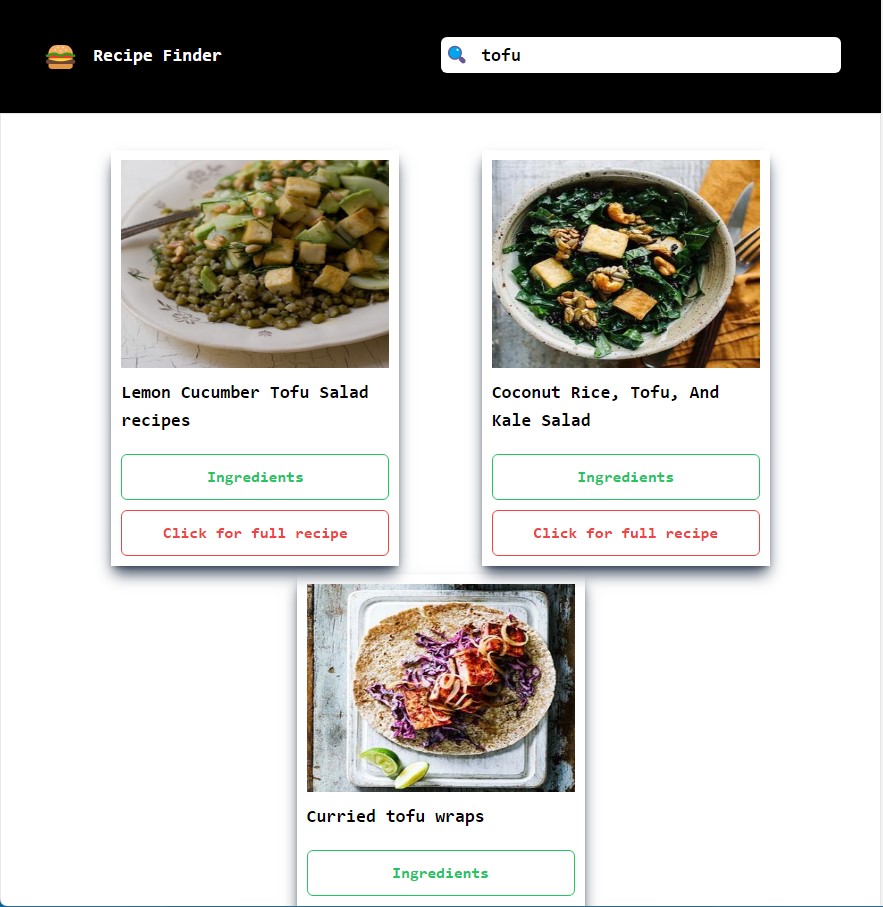 Recipe Finder
tofu
Lemon Cucumber Tofu Salad
recipes
Ingredients
Click for full recipe
Coconut Rice, Tofu, And
Kale Salad
Ingredients
Click for full recipe
Curried tofu wraps
Ingredients